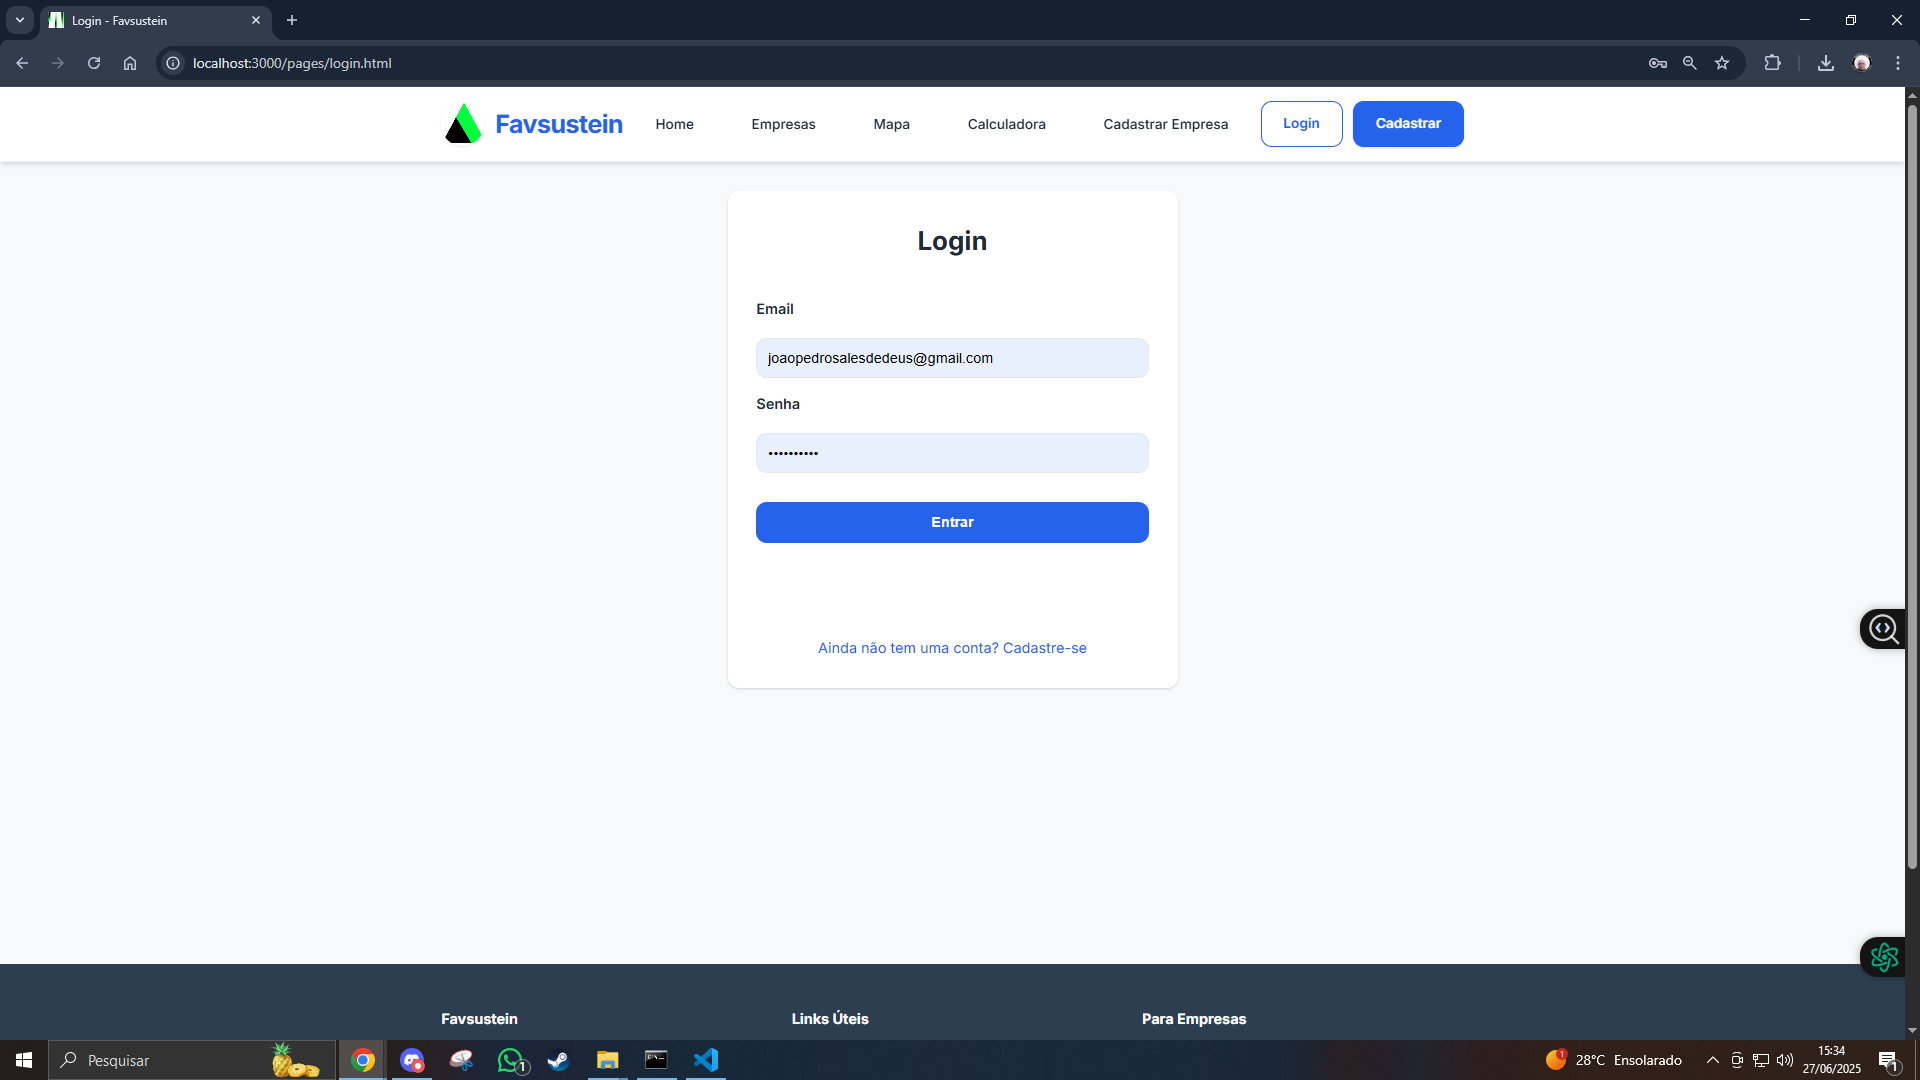 Login - Favsustein
localhost:3000/pages/login.html
Favsustein
Home
Empresas
Mapa
Calculadora
Cadastrar Empresa
Login
Cadastrar
Login
Email
joaopedrosalesdedeus@gmail.com
Senha
••••••••••
Entrar
Ainda não tem uma conta? Cadastre-se
Favsustein
Links Úteis
Para Empresas
Pesquisar
1
1
28°C Ensolarado
15:34
27/06/2025
1